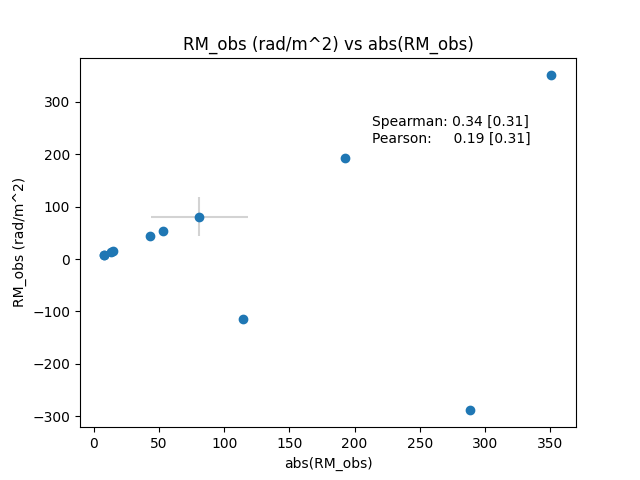 RM_obs (rad/m^2) vs abs(RM_obs)
Spearman: 0.34 [0.31]
Pearson: 0.19 [0.31]
RM_obs (rad/m^2)
300
200
100
0
−100
−200
−300
0 50 100 150 200 250 300 350
abs(RM_obs)